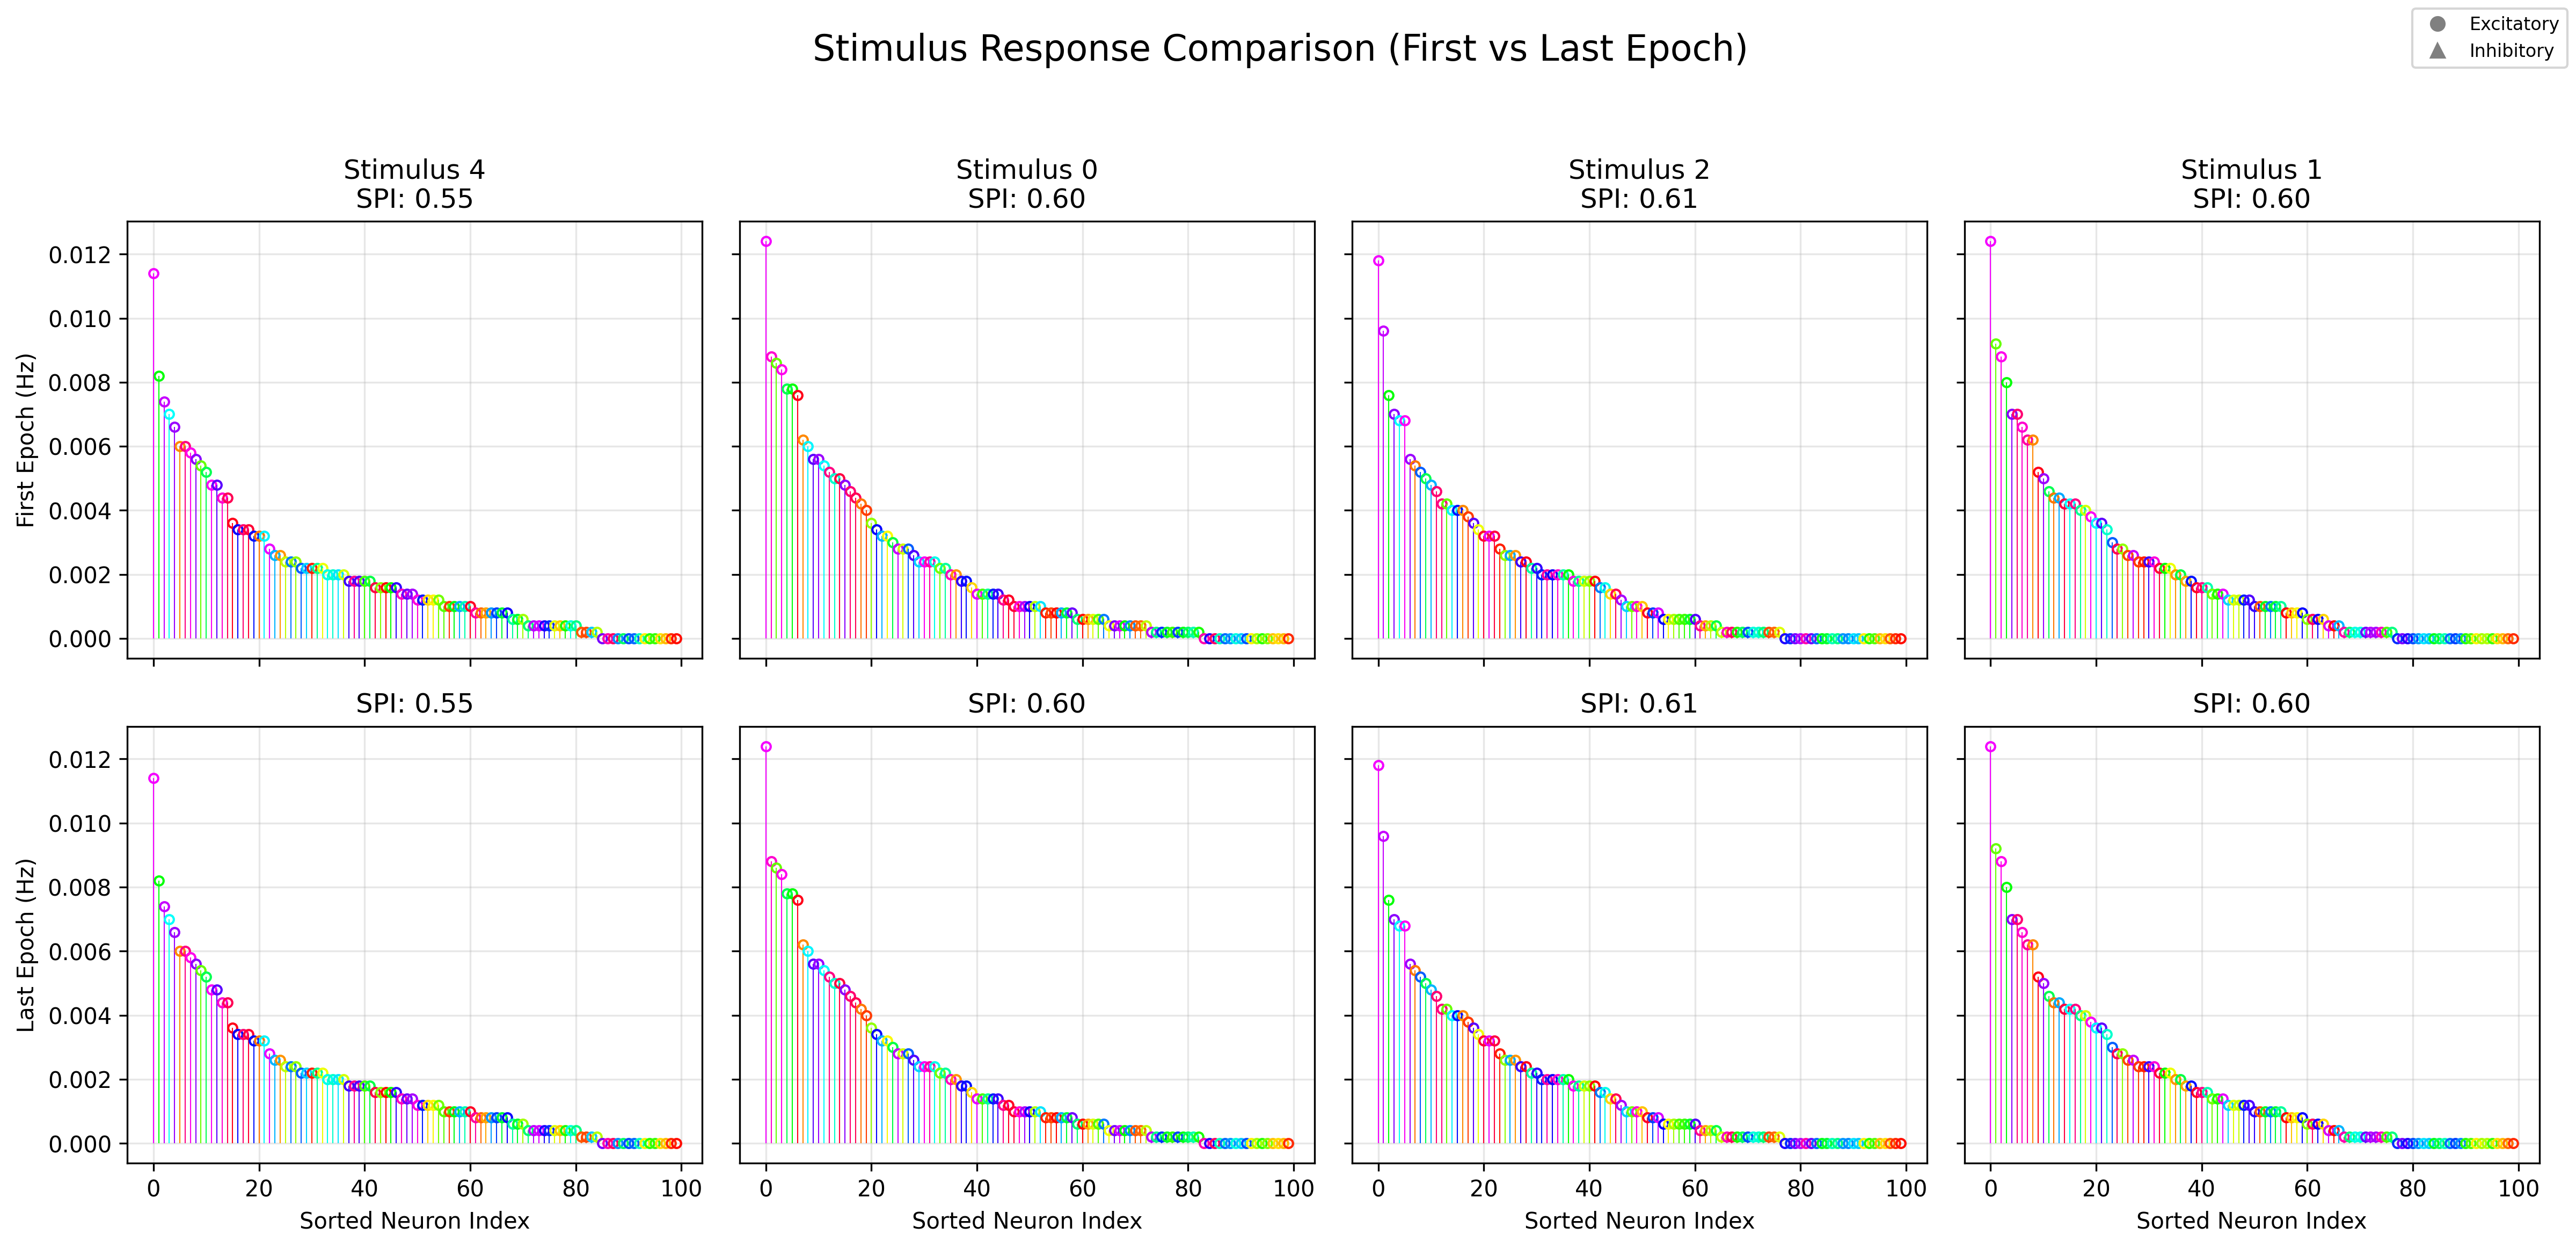 Stimulus Response Comparison (First vs Last Epoch)
Excitatory
Inhibitory
Stimulus 4
SPI: 0.55
Stimulus 0
SPI: 0.60
Stimulus 2
SPI: 0.61
Stimulus 1
SPI: 0.60
First Epoch (Hz)
0.012
0.010
0.008
0.006
0.004
0.002
0.000
SPI: 0.55
SPI: 0.60
SPI: 0.61
SPI: 0.60
Last Epoch (Hz)
0.012
0.010
0.008
0.006
0.004
0.002
0.000
0 20 40 60 80 100
0 20 40 60 80 100
0 20 40 60 80 100
0 20 40 60 80 100
Sorted Neuron Index
Sorted Neuron Index
Sorted Neuron Index
Sorted Neuron Index